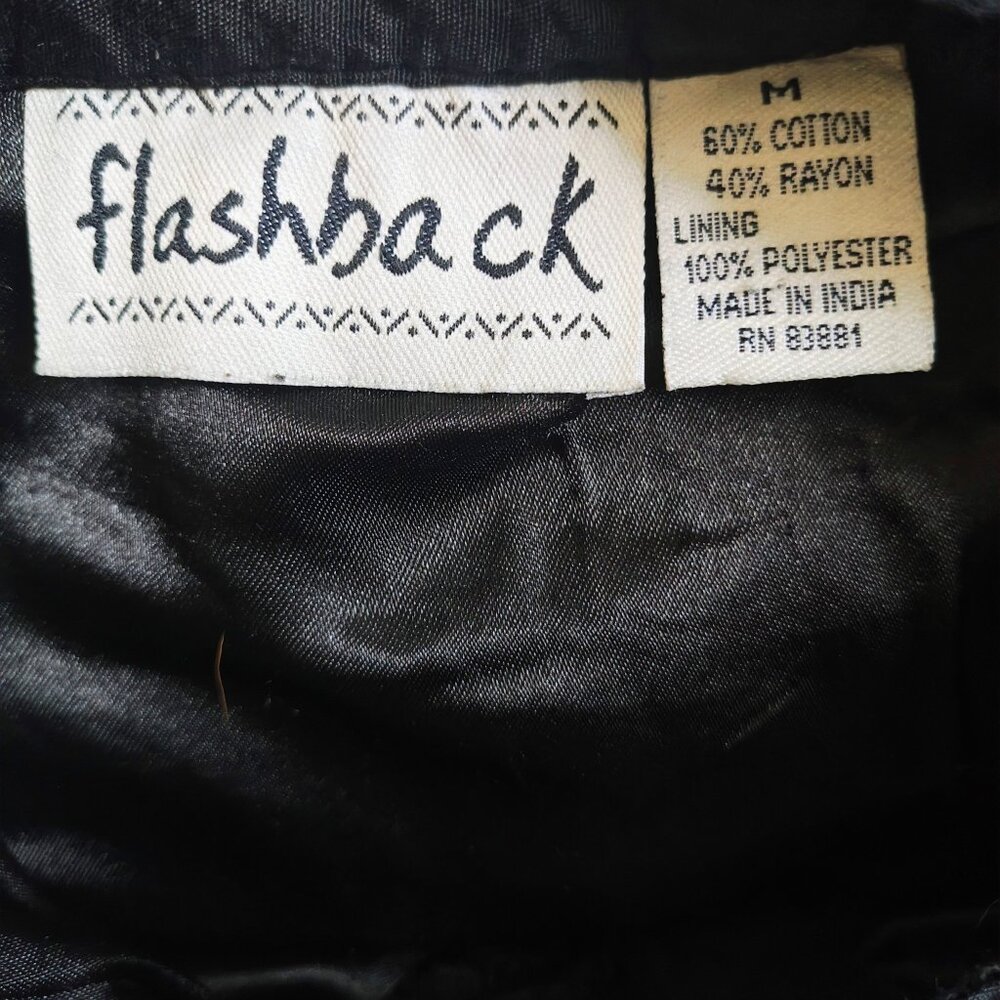 flashback
M
60% COTTON
40% RAYON
LINING
100% POLYESTER
MADE IN INDIA
RN 83881